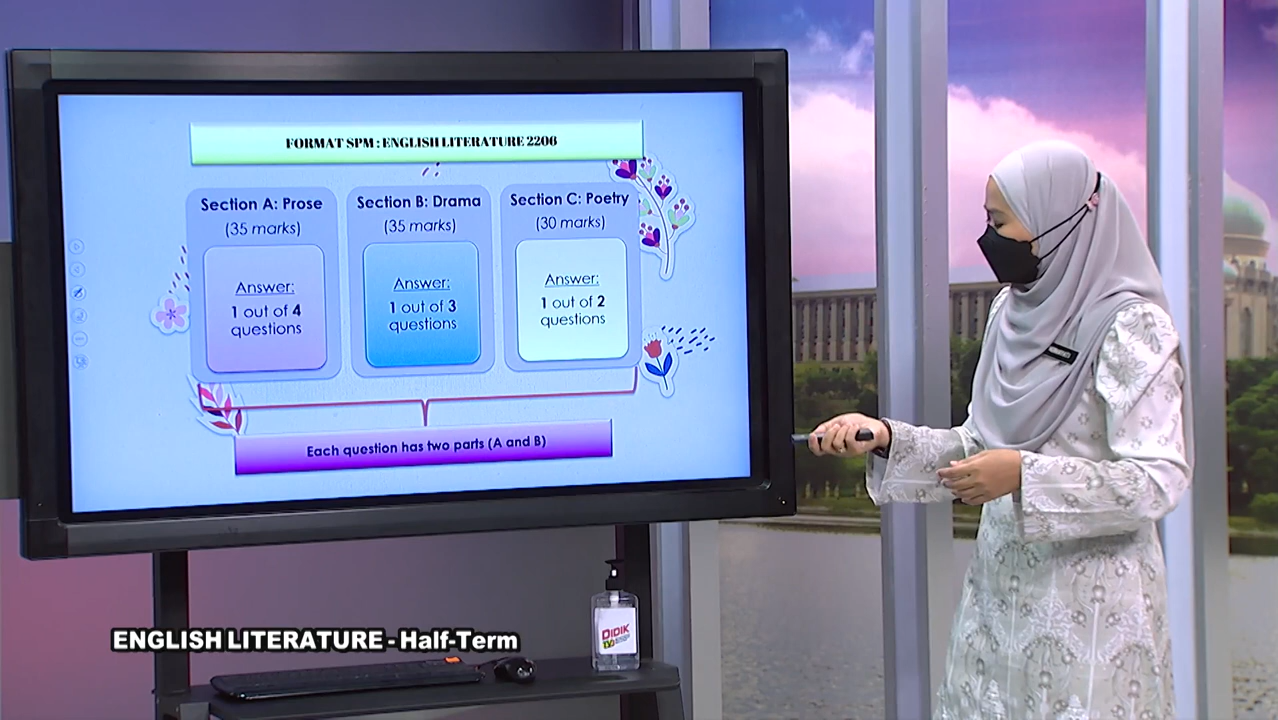 FORMAT SPM : ENGLISH LITERATURE 2206
Section A: Prose
(35 marks)
Answer:
1 out of 4
questions
Section B: Drama
(35 marks)
Answer:
1 out of 3
questions
Section C: Poetry
(30 marks)
Answer:
1 out of 2
questions
Each question has two parts (A and B)
DIDIK
ENGLISH LITERATURE - Half-Term